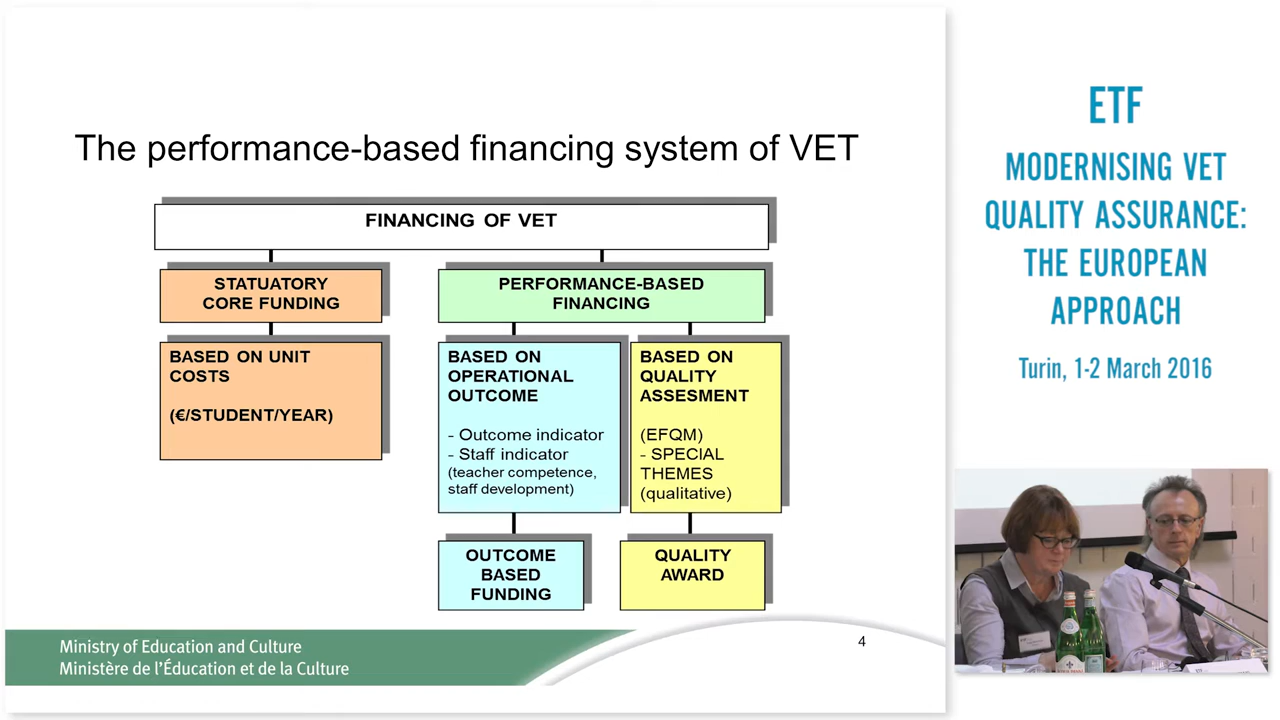 The performance-based financing system of VET
FINANCING OF VET
STATUATORY
CORE FUNDING
PERFORMANCE-BASED
FINANCING
BASED ON UNIT
COSTS
(€/STUDENT/YEAR)
BASED ON
OPERATIONAL
OUTCOME
- Outcome indicator
- Staff indicator
(teacher competence,
staff development)
BASED ON
QUALITY
ASSESMENT
(EFQM)
- SPECIAL
THEMES
(qualitative)
OUTCOME
BASED
FUNDING
QUALITY
AWARD
Ministry of Education and Culture
Ministère de l'Éducation et de la Culture
4
ETF
MODERNISING VET
QUALITY ASSURANCE:
THE EUROPEAN
APPROACH
Turin, 1-2 March 2016